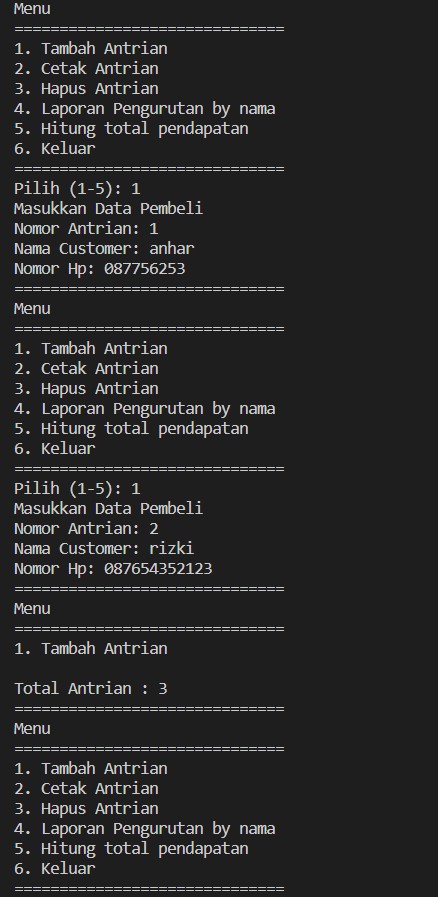 Menu
==============================
1. Tambah Antrian
2. Cetak Antrian
3. Hapus Antrian
4. Laporan Pengurutan by nama
5. Hitung total pendapatan
6. Keluar
==============================
Pilih (1-5): 1
Masukkan Data Pembeli
Nomor Antrian: 1
Nama Customer: anhar
Nomor Hp: 087756253
==============================
Menu
==============================
1. Tambah Antrian
2. Cetak Antrian
3. Hapus Antrian
4. Laporan Pengurutan by nama
5. Hitung total pendapatan
6. Keluar
==============================
Pilih (1-5): 1
Masukkan Data Pembeli
Nomor Antrian: 2
Nama Customer: rizki
Nomor Hp: 087654352123
==============================
Menu
==============================
1. Tambah Antrian
Total Antrian : 3
==============================
Menu
==============================
1. Tambah Antrian
2. Cetak Antrian
3. Hapus Antrian
4. Laporan Pengurutan by nama
5. Hitung total pendapatan
6. Keluar
==============================